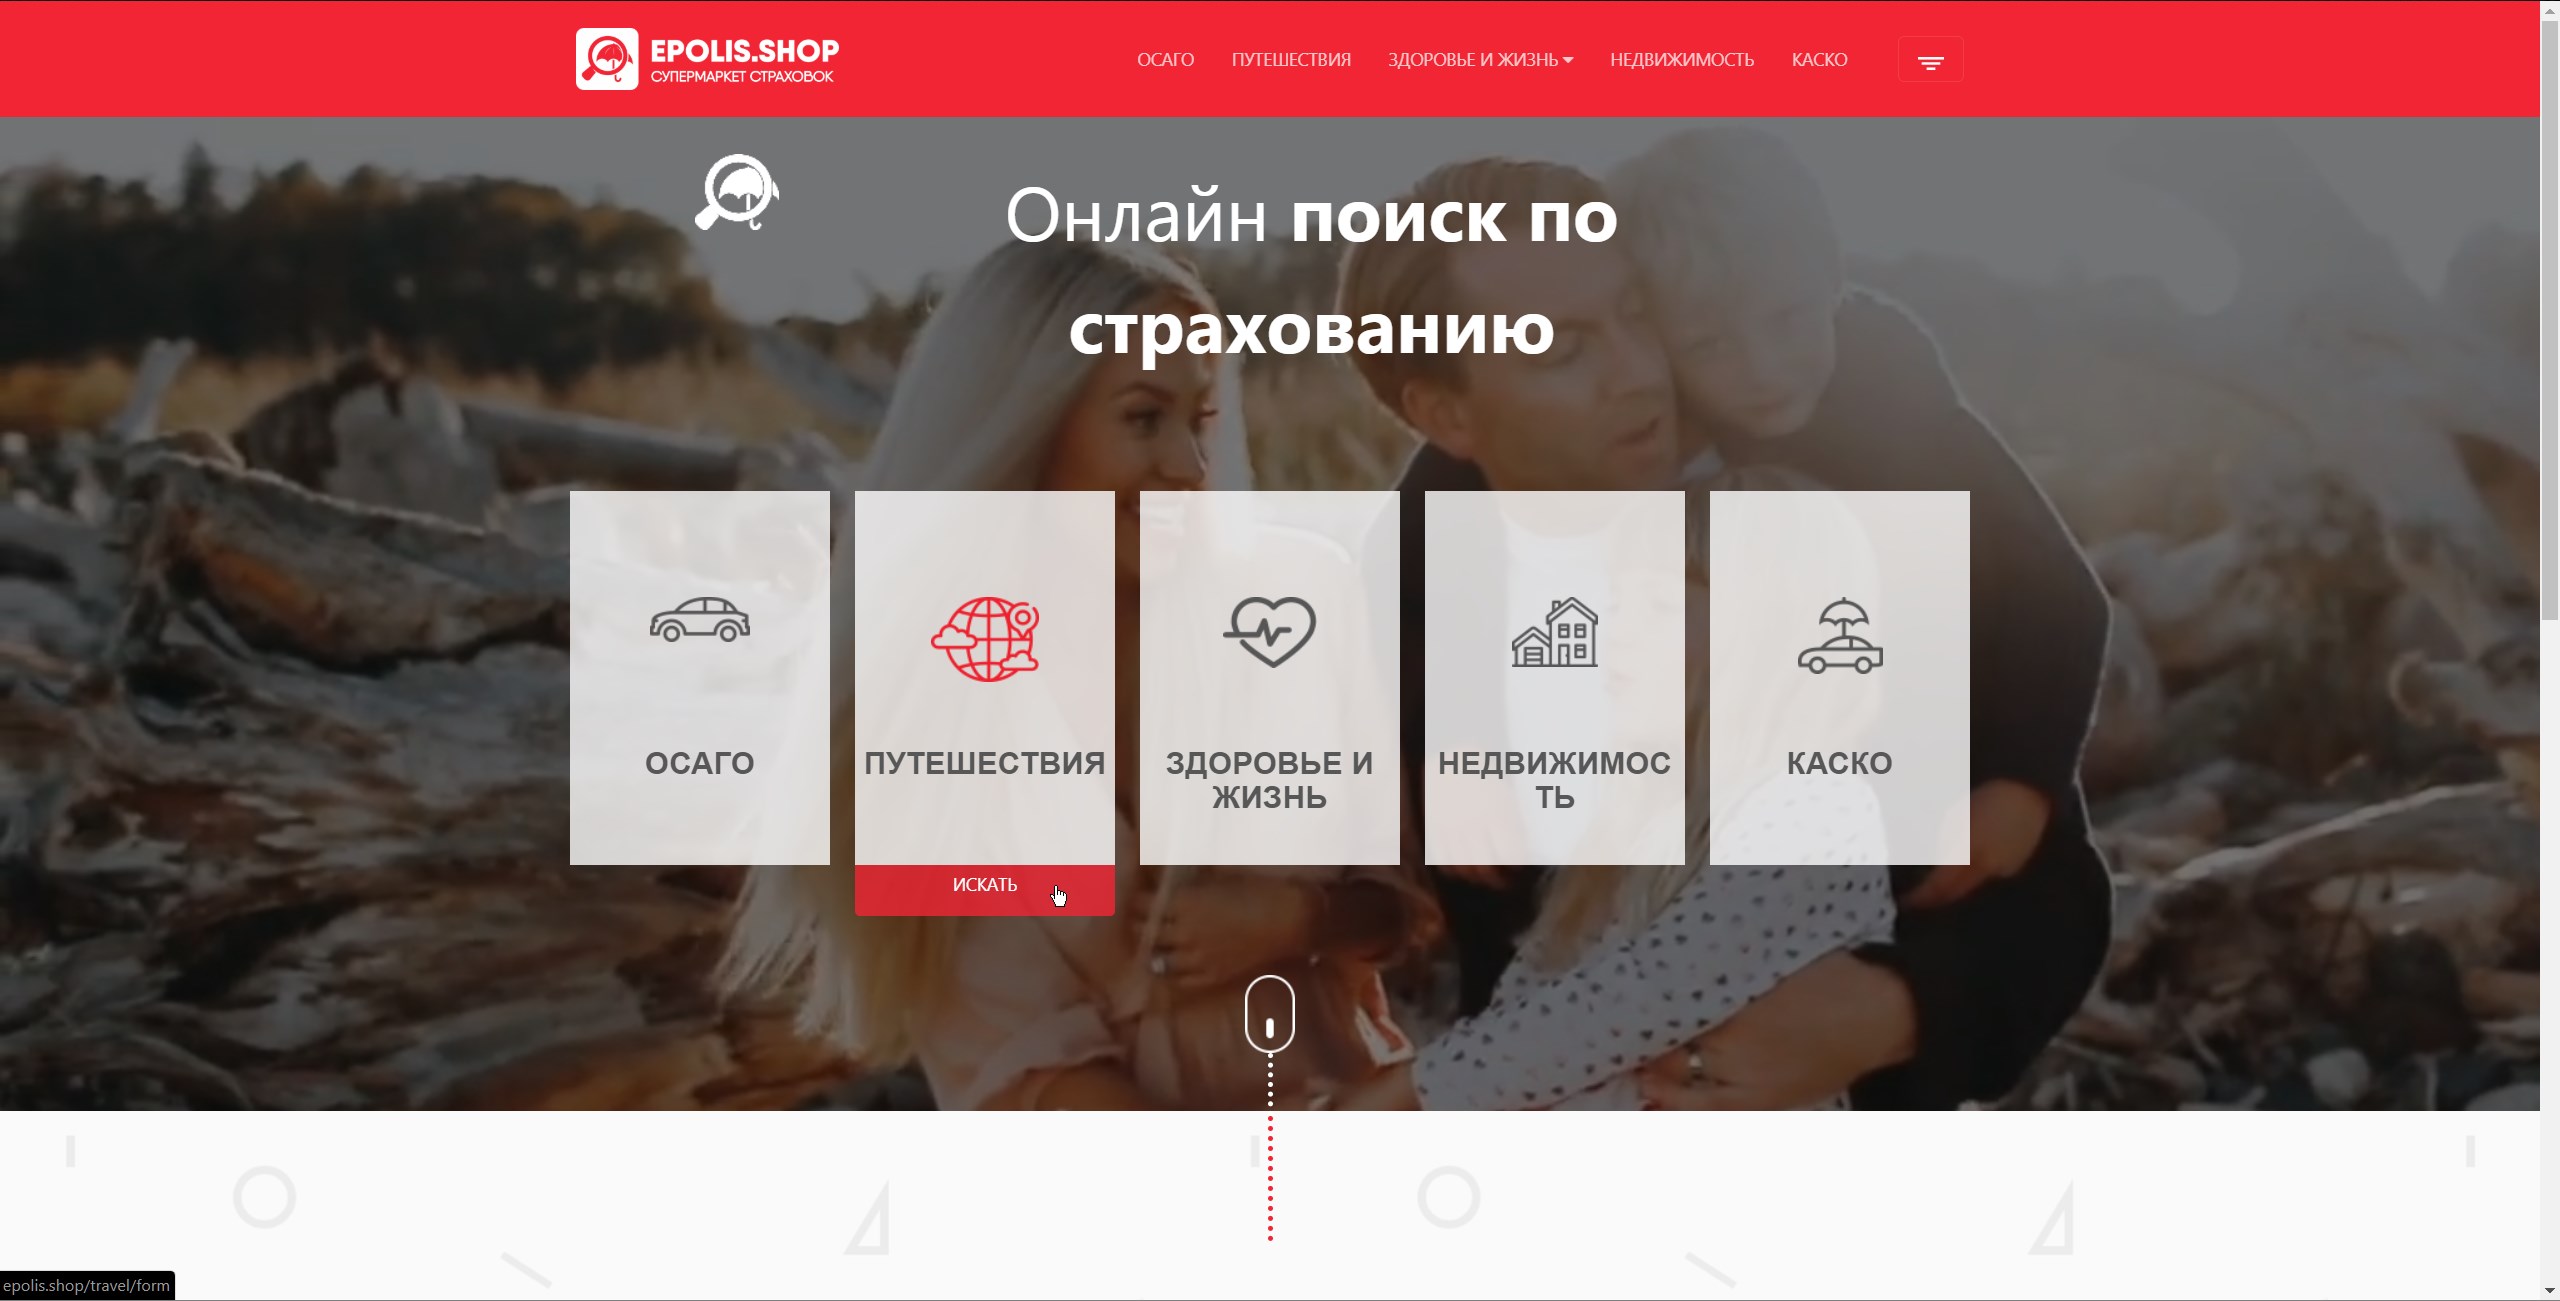 EPOLIS.SHOP
СУПЕРМАРКЕТ СТРАХОВОК
ОСАГО
ПУТЕШЕСТВИЯ
ЗДОРОВЬЕ И ЖИЗНЬ
НЕДВИЖИМОСТЬ
КАСКО
Онлайн поиск по
страхованию
ОСАГО
ПУТЕШЕСТВИЯ
ИСКАТЬ
ЗДОРОВЬЕ И
ЖИЗНЬ
НЕДВИЖИМОС
ТЬ
КАСКО
epolis.shop/travel/form